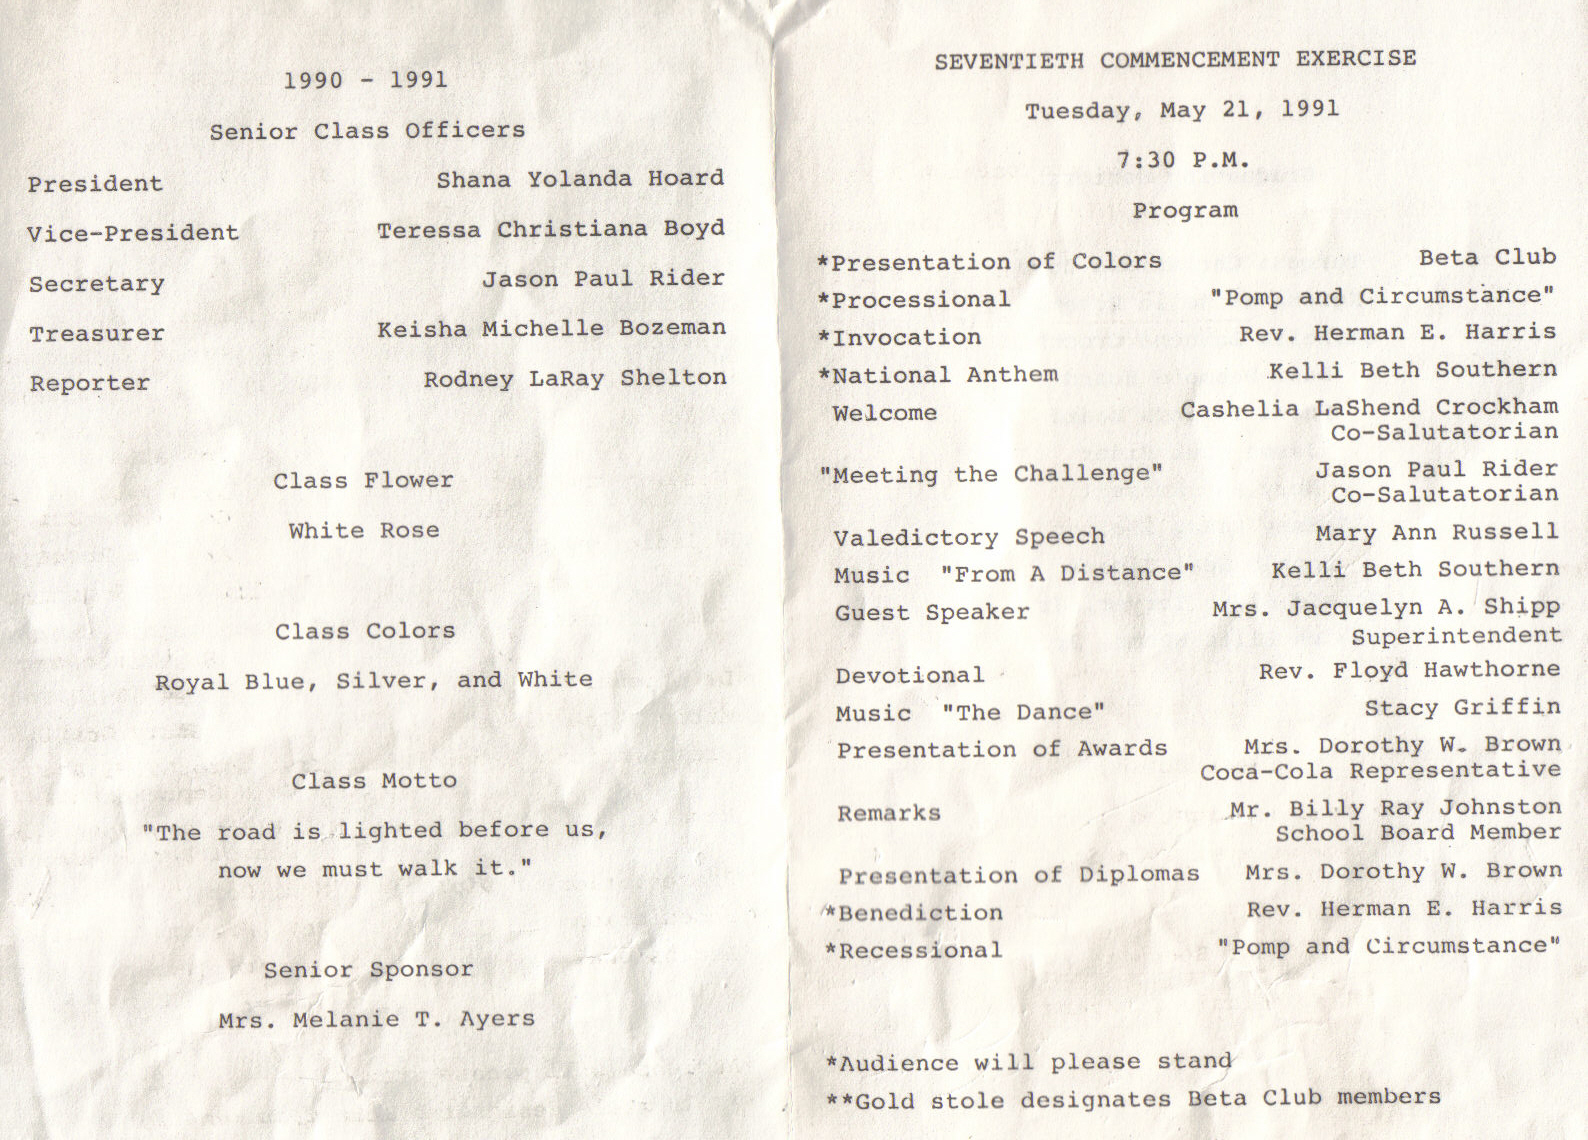 1990 - 1991
Senior Class Officers
President Shana Yolanda Hoard
Vice-President Teressa Christiana Boyd
Secretary Jason Paul Rider
Treasurer Keisha Michelle Bozeman
Reporter Rodney LaRay Shelton
Class Flower
White Rose
Class Colors
Royal Blue, Silver, and White
Class Motto
"The road is lighted before us,
now we must walk it."
Senior Sponsor
Mrs. Melanie T. Ayers
SEVENTIETH COMMENCEMENT EXERCISE
Tuesday, May 21, 1991
7:30 P.M.
Program
*Presentation of Colors Beta Club
*Processional "Pomp and Circumstance"
*Invocation Rev. Herman E. Harris
*National Anthem Kelli Beth Southern
Welcome Cashelia LaShend Crockham
Co-Salutatorian
"Meeting the Challenge" Jason Paul Rider
Co-Salutatorian
Valedictory Speech Mary Ann Russell
Music "From A Distance" Kelli Beth Southern
Guest Speaker Mrs. Jacquelyn A. Shipp
Superintendent
Devotional Rev. Floyd Hawthorne
Music "The Dance" Stacy Griffin
Presentation of Awards Mrs. Dorothy W. Brown
Coca-Cola Representative
Remarks Mr. Billy Ray Johnston
School Board Member
Presentation of Diplomas Mrs. Dorothy W. Brown
*Benediction Rev. Herman E. Harris
*Recessional "Pomp and Circumstance"
*Audience will please stand
**Gold stole designates Beta Club members